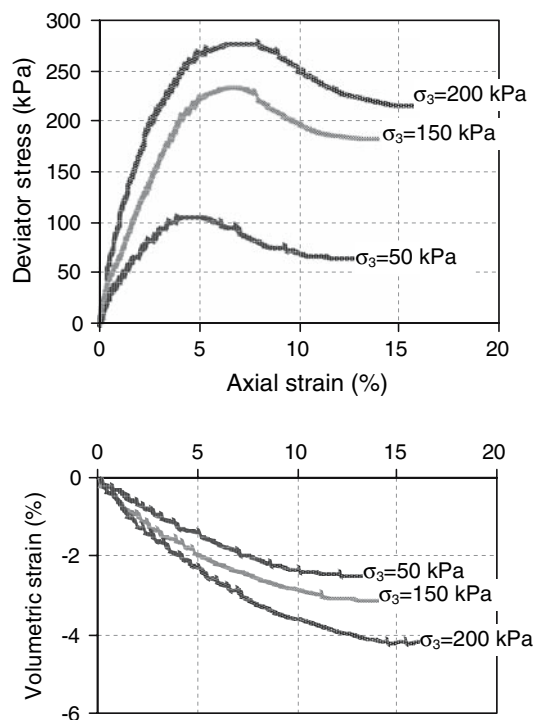 300
250
200
150
100
50
0
Deviator stress (kPa)
σ3=200 kPa
σ3=150 kPa
σ3=50 kPa
0 5 10 15 20
Axial strain (%)
0 5 10 15 20
0
-2
-4
-6
Volumetric strain (%)
σ3=50 kPa
σ3=150 kPa
σ3=200 kPa